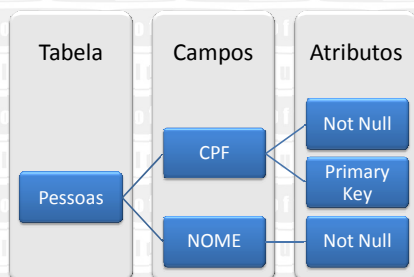 Tabela
Campos
Atributos
Pessoas
CPF
Not Null
Primary
Key
NOME
Not Null